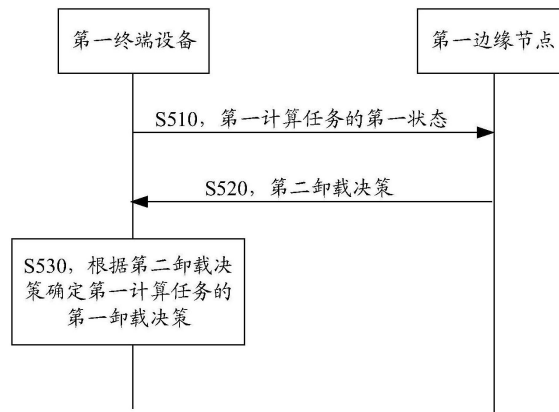 第一终端设备
第一边缘节点
S510，第一计算任务的第一状态
S520，第二卸载决策
S530，根据第二卸载决
策确定第一计算任务的
第一卸载决策